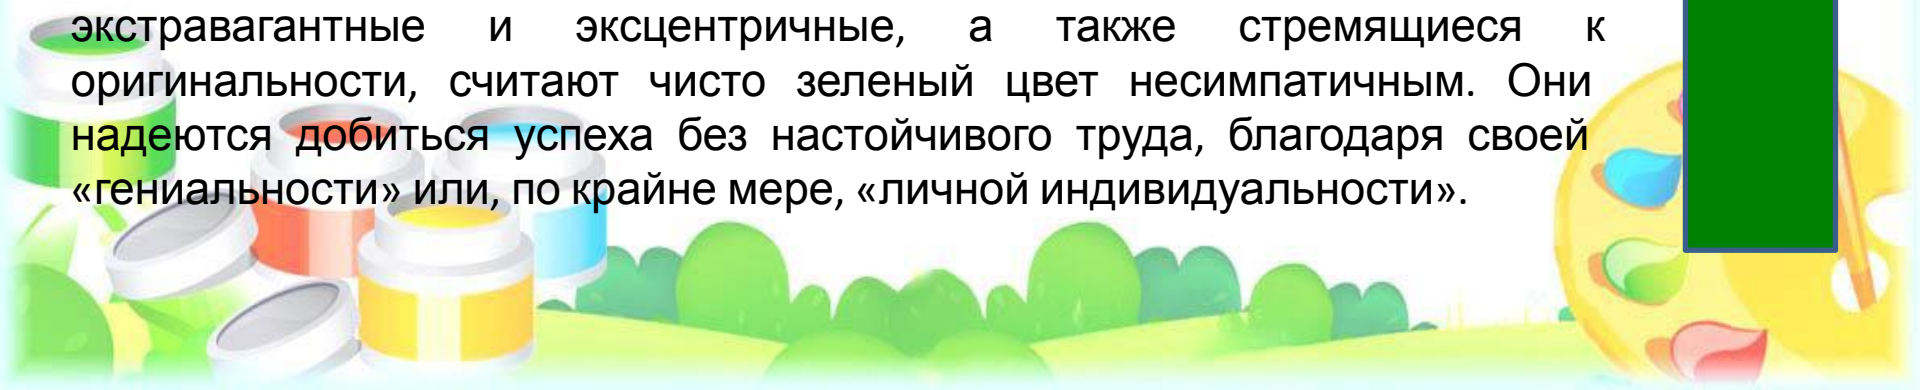 экстравагантные и эксцентричные, а также стремящиеся к
оригинальности, считают чисто зеленый цвет несимпатичным. Они
надеются добиться успеха без настойчивого труда, благодаря своей
«гениальности» или, по крайне мере, «личной индивидуальности».